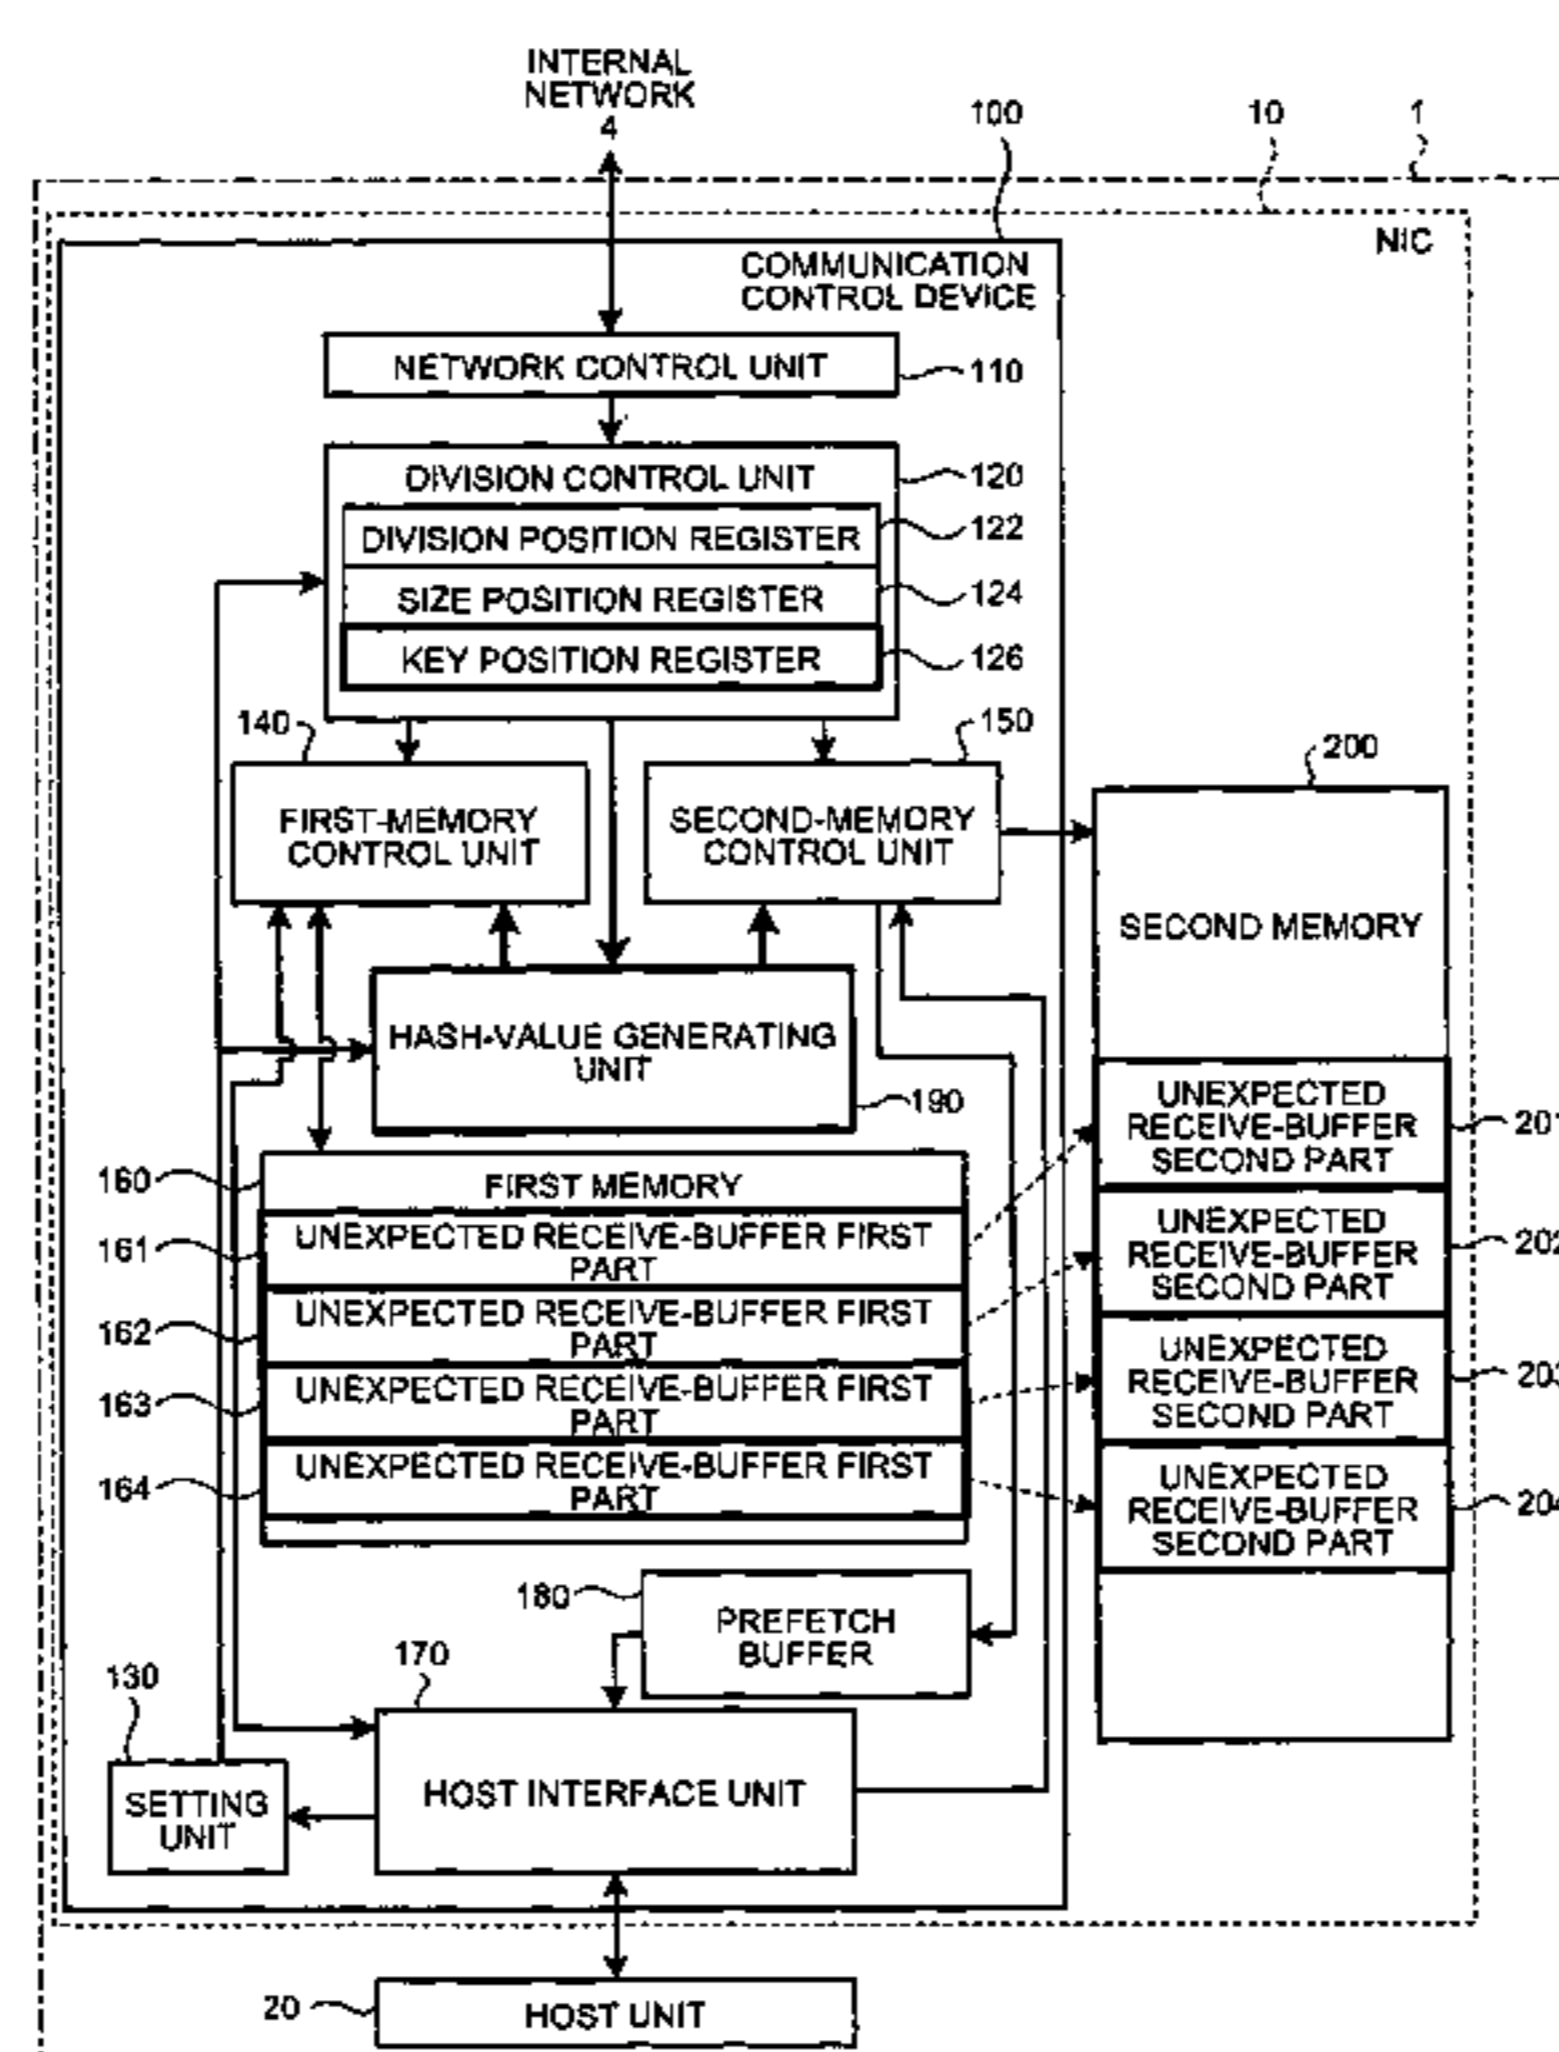 INTERNAL
NETWORK
4
100
10
1
NIC
COMMUNICATION
CONTROL DEVICE
NETWORK CONTROL UNIT
110
DIVISION CONTROL UNIT
120
DIVISION POSITION REGISTER
122
SIZE POSITION REGISTER
124
KEY POSITION REGISTER
126
140
150
200
FIRST-MEMORY
CONTROL UNIT
SECOND-MEMORY
CONTROL UNIT
SECOND MEMORY
HASH-VALUE GENERATING
UNIT
190
UNEXPECTED
RECEIVE-BUFFER
SECOND PART
201
160
FIRST MEMORY
161
UNEXPECTED RECEIVE-BUFFER FIRST
PART
UNEXPECTED
RECEIVE-BUFFER
SECOND PART
202
162
UNEXPECTED RECEIVE-BUFFER FIRST
PART
163
UNEXPECTED RECEIVE-BUFFER FIRST
PART
UNEXPECTED
RECEIVE-BUFFER
SECOND PART
203
164
UNEXPECTED RECEIVE-BUFFER FIRST
PART
UNEXPECTED
RECEIVE-BUFFER
SECOND PART
204
180
PREFETCH
BUFFER
170
130
SETTING
UNIT
HOST INTERFACE UNIT
20
HOST UNIT